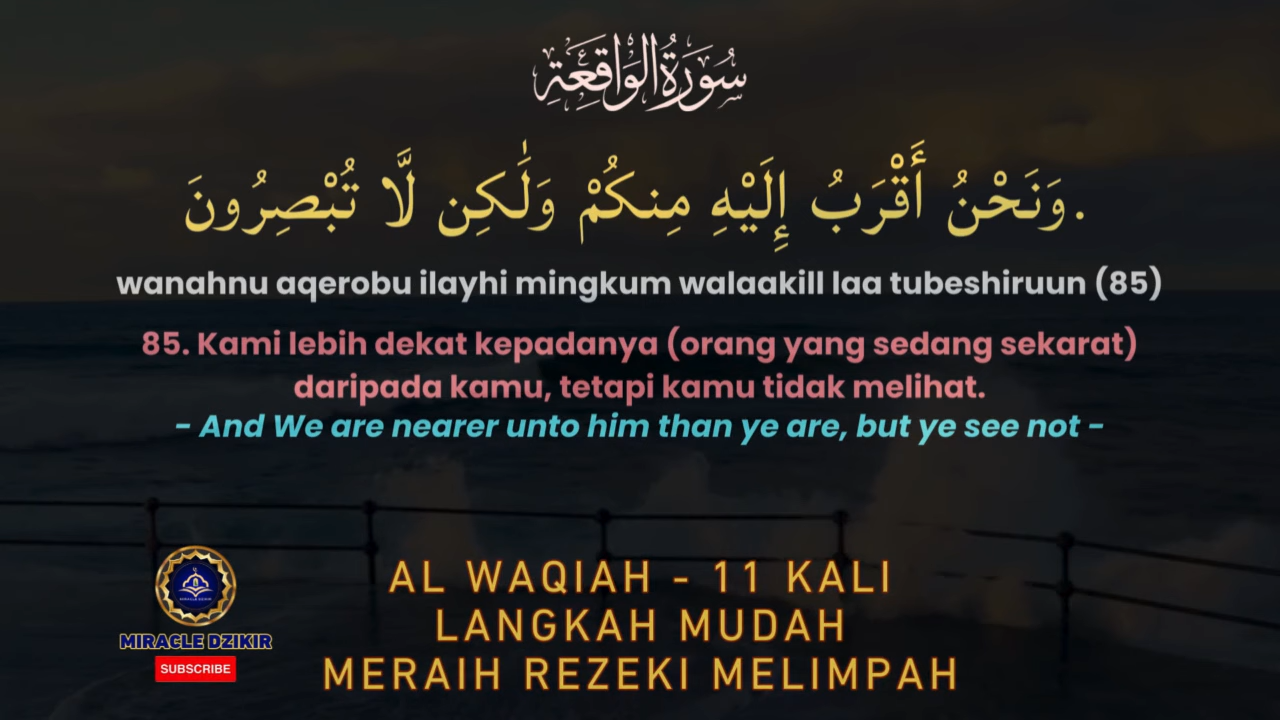 سُورَةُ الوَاقِعَةِ
وَنَحْنُ أَقْرَبُ إِلَيْهِ مِنكُمْ وَلَٰكِن لَّا تُبْصِرُونَ.
wanahnu aqerobu ilayhi mingkum walaakill laa tubeshiruun (85)
85. Kami lebih dekat kepadanya (orang yang sedang sekarat)
daripada kamu, tetapi kamu tidak melihat.
- And We are nearer unto him than ye are, but ye see not -
AL WAQIAH - 11 KALI
LANGKAH MUDAH
MERAIH REZEKI MELIMPAH
MIRACLE DZIKIR
MIRACLE DZIKIR
SUBSCRIBE